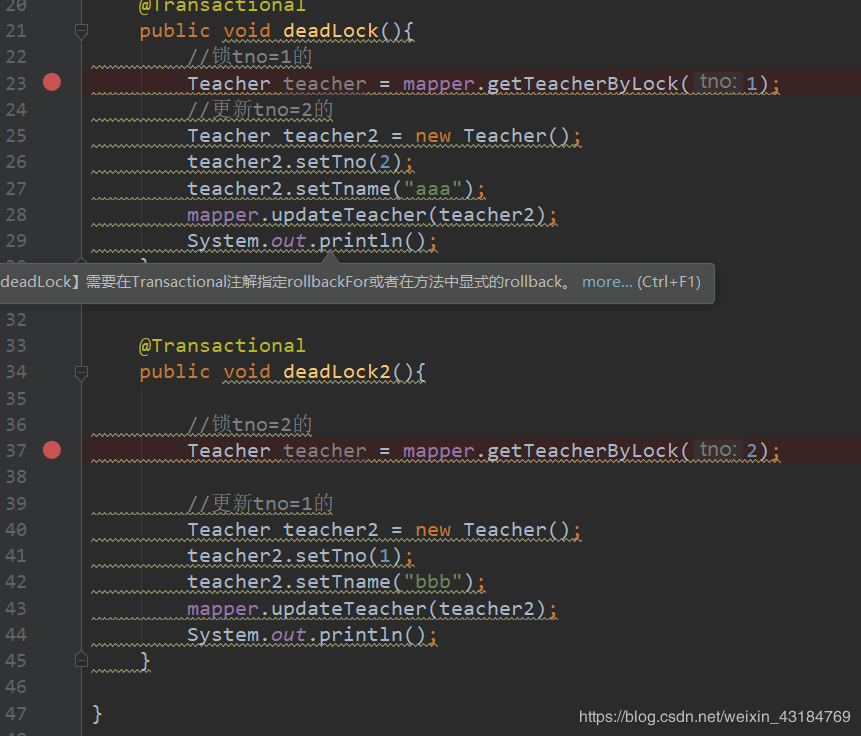 20 @Transactional
21 public void deadLock(){
22 //锁tno=1的
23 Teacher teacher = mapper.getTeacherByLock( tno: 1);
24 //更新tno=2的
25 Teacher teacher2 = new Teacher();
26 teacher2.setTno(2);
27 teacher2.setTname("aaa");
28 mapper.updateTeacher(teacher2);
29 System.out.println();
deadLock】需要在Transactional注解指定rollbackFor或者在方法中显式的rollback。 more... (Ctrl+F1)
32
33 @Transactional
34 public void deadLock2(){
35
36 //锁tno=2的
37 Teacher teacher = mapper.getTeacherByLock( tno: 2);
38
39 //更新tno=1的
40 Teacher teacher2 = new Teacher();
41 teacher2.setTno(1);
42 teacher2.setTname("bbb");
43 mapper.updateTeacher(teacher2);
44 System.out.println();
45 }
46
47 }
https://blog.csdn.net/weixin_43184769